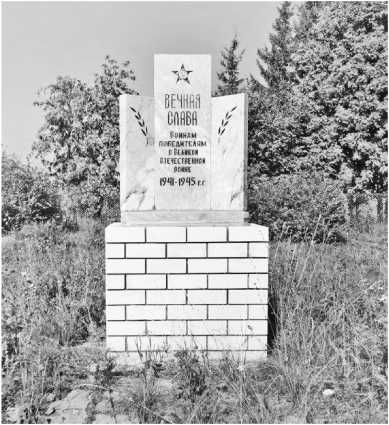 ВЕЧНАЯ
СЛАВА
Воинам
победителям
в Великой
отечественной
войне
1941-1945 г.г